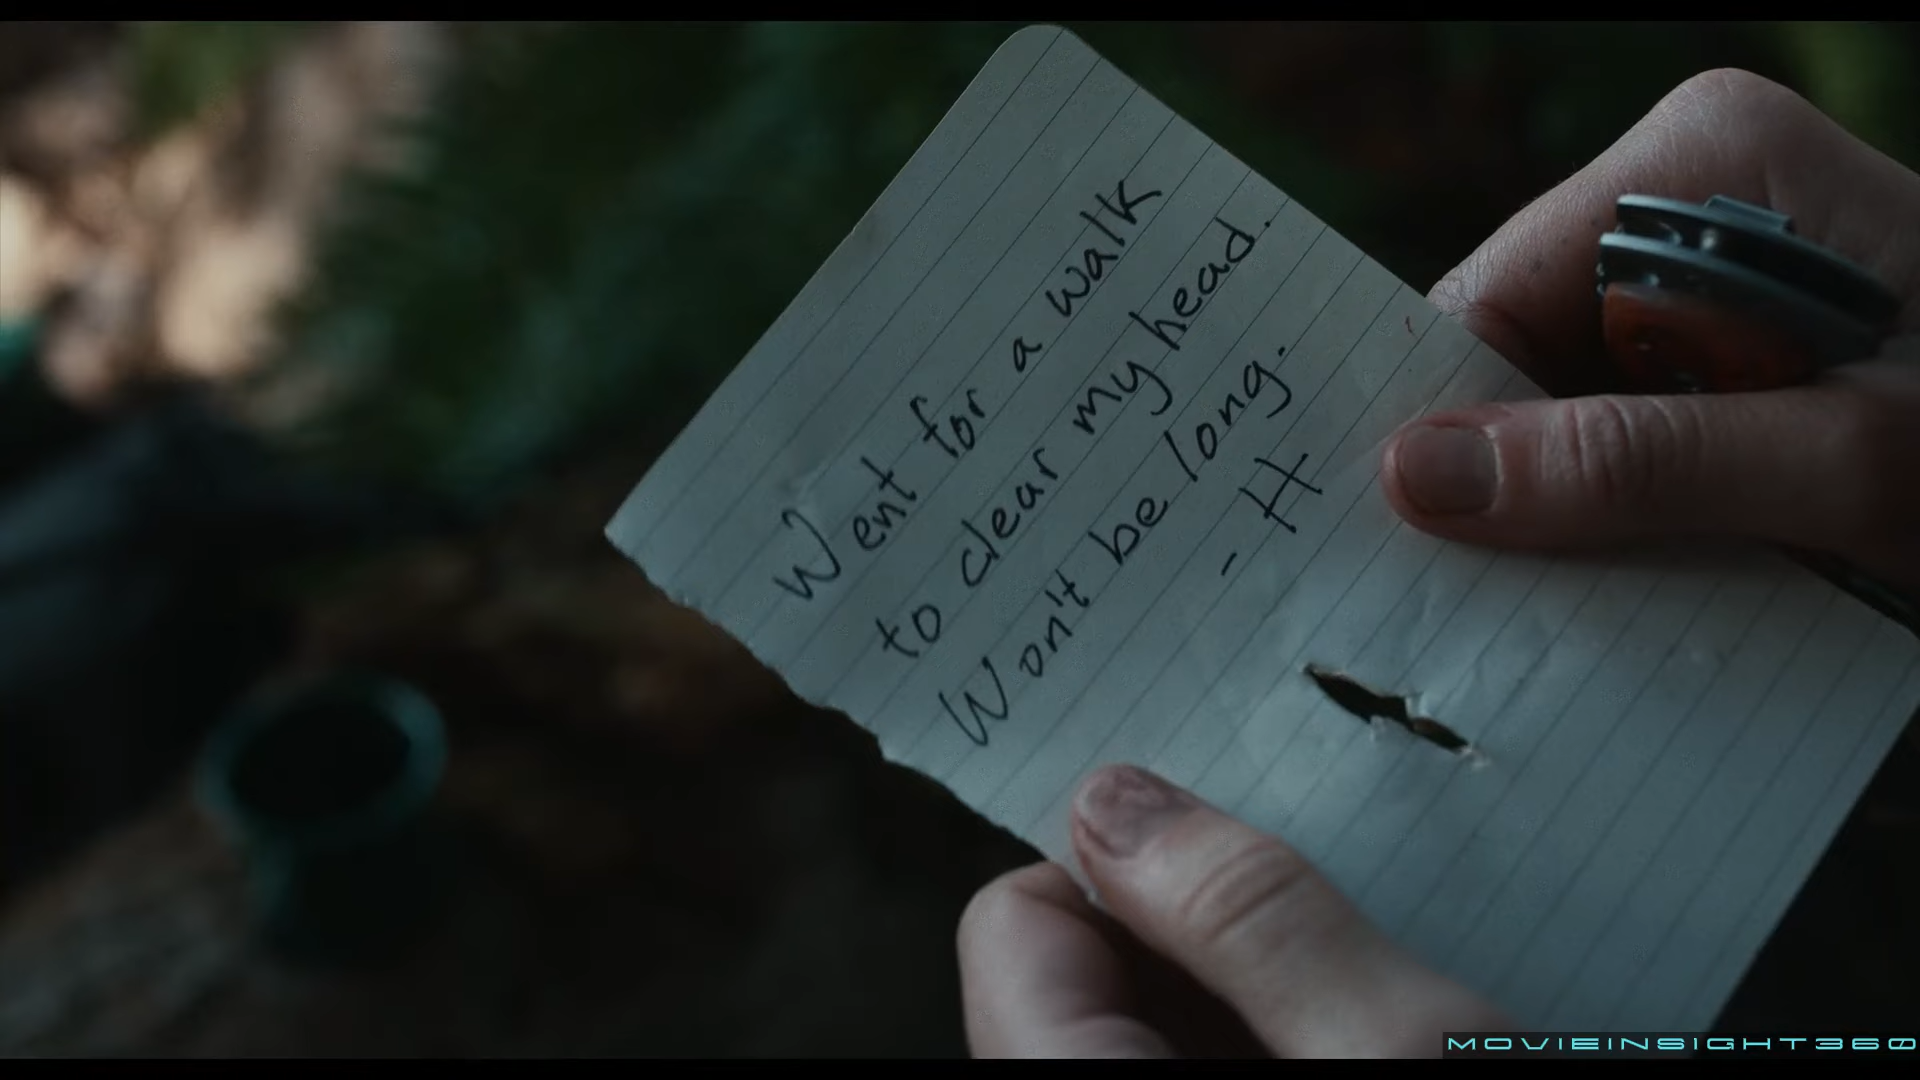 Went for a walk
to clear my head.
Won't be long.
- H
MOVIEINSIGHT360